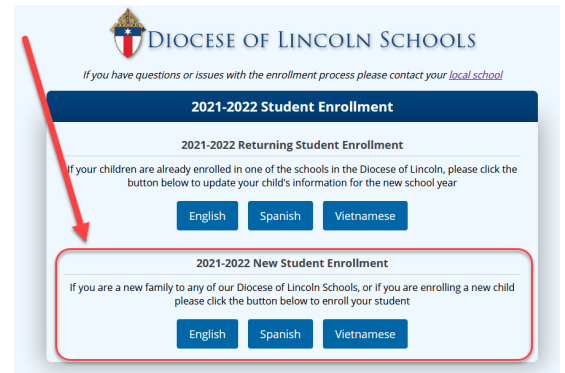 DIOCESE OF LINCOLN SCHOOLS
If you have questions or issues with the enrollment process please contact your local school
2021-2022 Student Enrollment
2021-2022 Returning Student Enrollment
If your children are already enrolled in one of the schools in the Diocese of Lincoln, please click the
button below to update your child's information for the new school year
English Spanish Vietnamese
2021-2022 New Student Enrollment
If you are a new family to any of our Diocese of Lincoln Schools, or if you are enrolling a new child
please click the button below to enroll your student
English Spanish Vietnamese